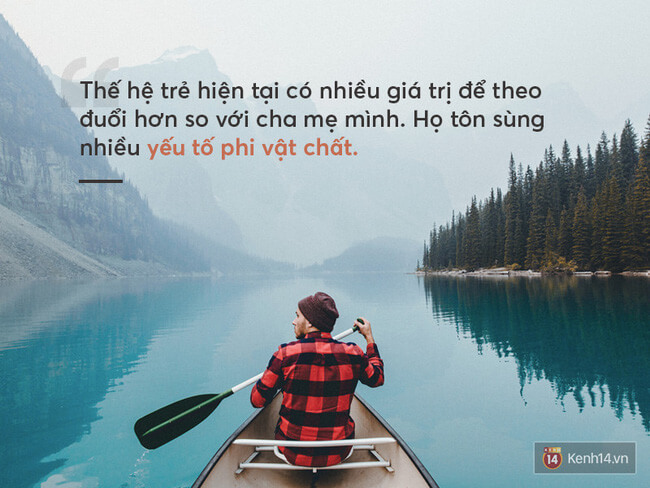 Thế hệ trẻ hiện tại có nhiều giá trị để theo
đuổi hơn so với cha mẹ mình. Họ tôn sùng
nhiều yếu tố phi vật chất.
14 Kenh14.vn